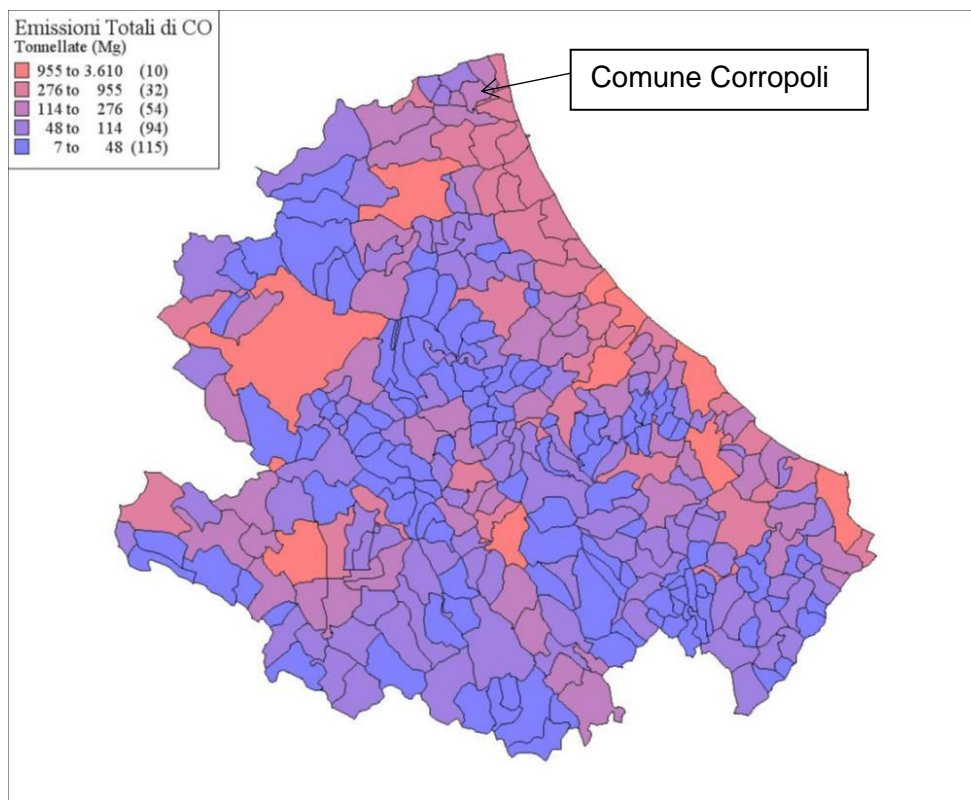 Emissioni Totali di CO
Tonnellate (Mg)
955 to 3.610 (10)
276 to 955 (32)
114 to 276 (54)
48 to 114 (94)
7 to 48 (115)
Comune Corropoli